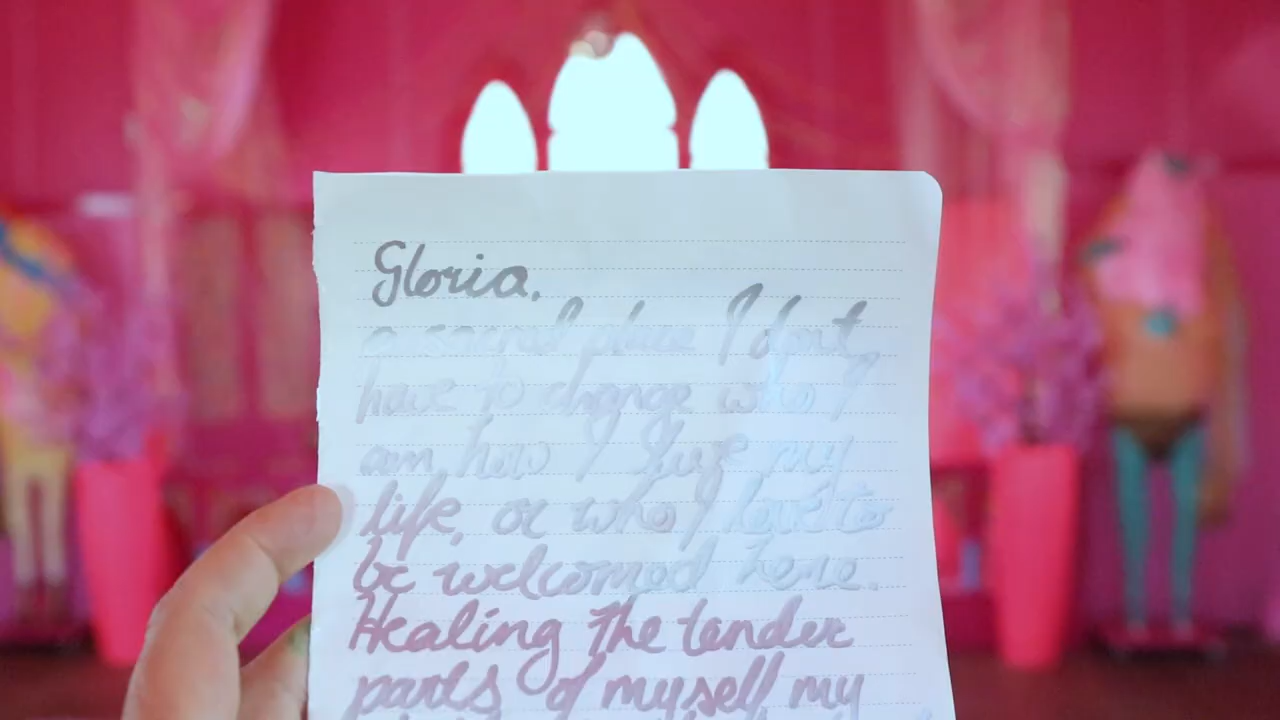 Gloria,
a sacred place I dont
have to change who I
am, how I live my
life, or who I love to
be welcomed here.
Healing The tender
parts of myself my